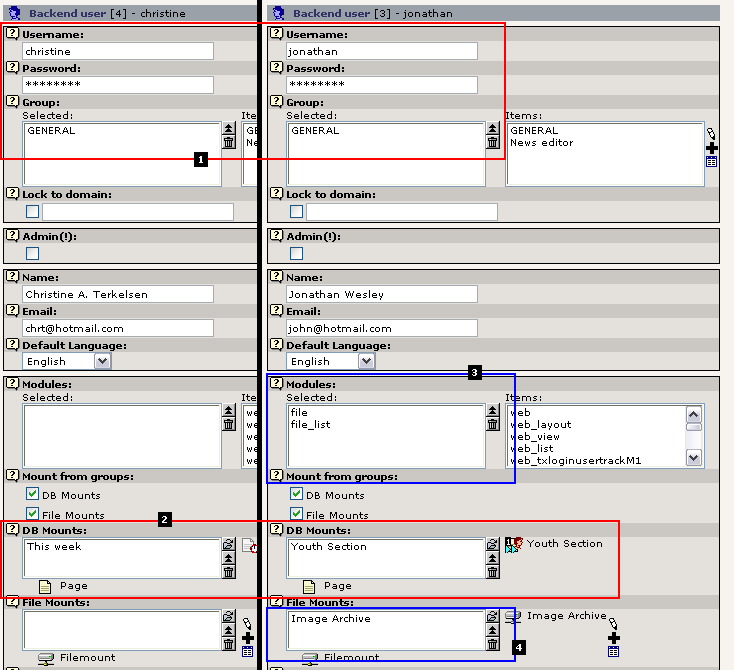 Backend user [4] - christine
Username:
christine
Password:
********
Group:
Selected:
Ite
GENERAL
GE
Ne
1
Lock to domain:
Admin(!):
Name:
Christine A. Terkelsen
Email:
chrt@hotmail.com
Default Language:
English
Modules:
Selected:
Ite
we
we
we
we
we
Mount from groups:
DB Mounts
File Mounts
2
DB Mounts:
This week
Page
File Mounts:
Filemount
Backend user [3] - jonathan
Username:
jonathan
Password:
********
Group:
Selected:
Items:
GENERAL
GENERAL
News editor
Lock to domain:
Admin(!):
Name:
Jonathan Wesley
Email:
john@hotmail.com
Default Language:
English
3
Modules:
Selected:
Items:
file
file_list
web
web_layout
web_view
web_list
web_txloginusertrackM1
Mount from groups:
DB Mounts
File Mounts
DB Mounts:
Youth Section
Youth Section
Page
File Mounts:
Image Archive
Image Archive
4
Filemount